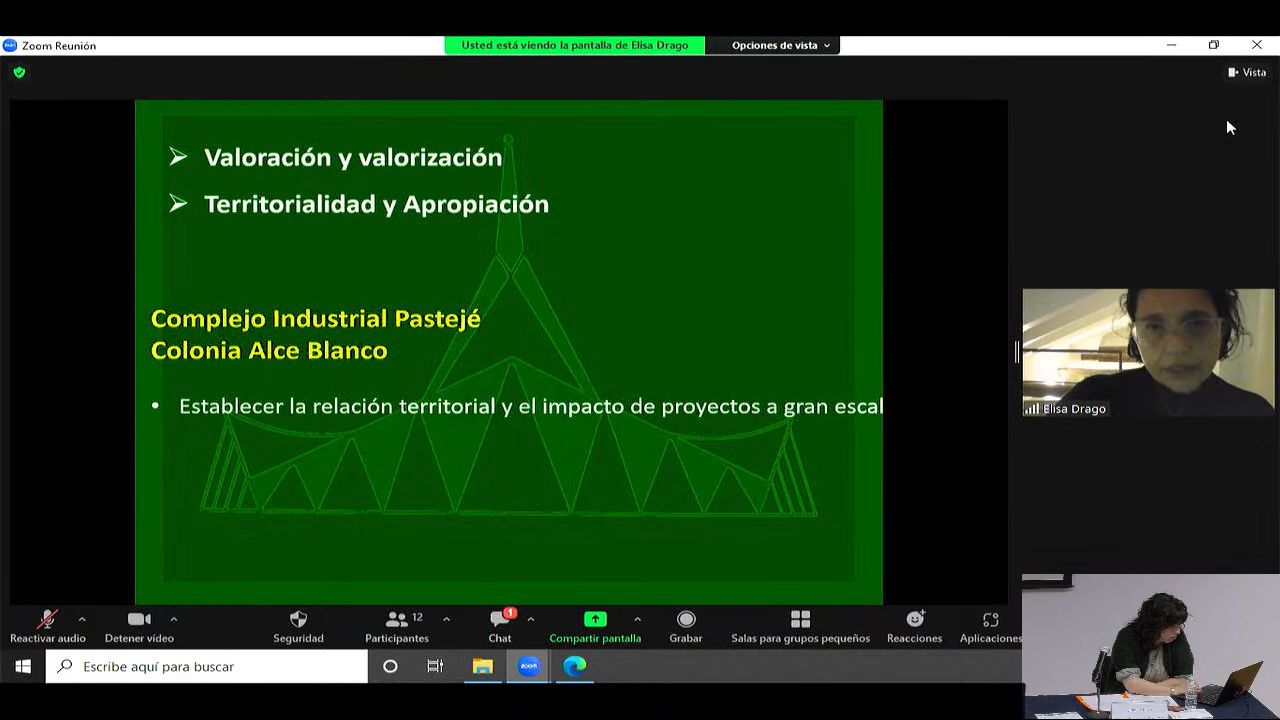 Zoom Reunión
Usted está viendo la pantalla de Elisa Drago
Opciones de vista
Vista
➢ Valoración y valorización
➢ Territorialidad y Apropiación
Complejo Industrial Pastejé
Colonia Alce Blanco
• Establecer la relación territorial y el impacto de proyectos a gran escal
Elisa Drago
12
1
Reactivar audio
Detener vídeo
Seguridad
Participantes
Chat
Compartir pantalla
Grabar
Salas para grupos pequeños
Reacciones
Aplicaciones
Escribe aquí para buscar
zoom